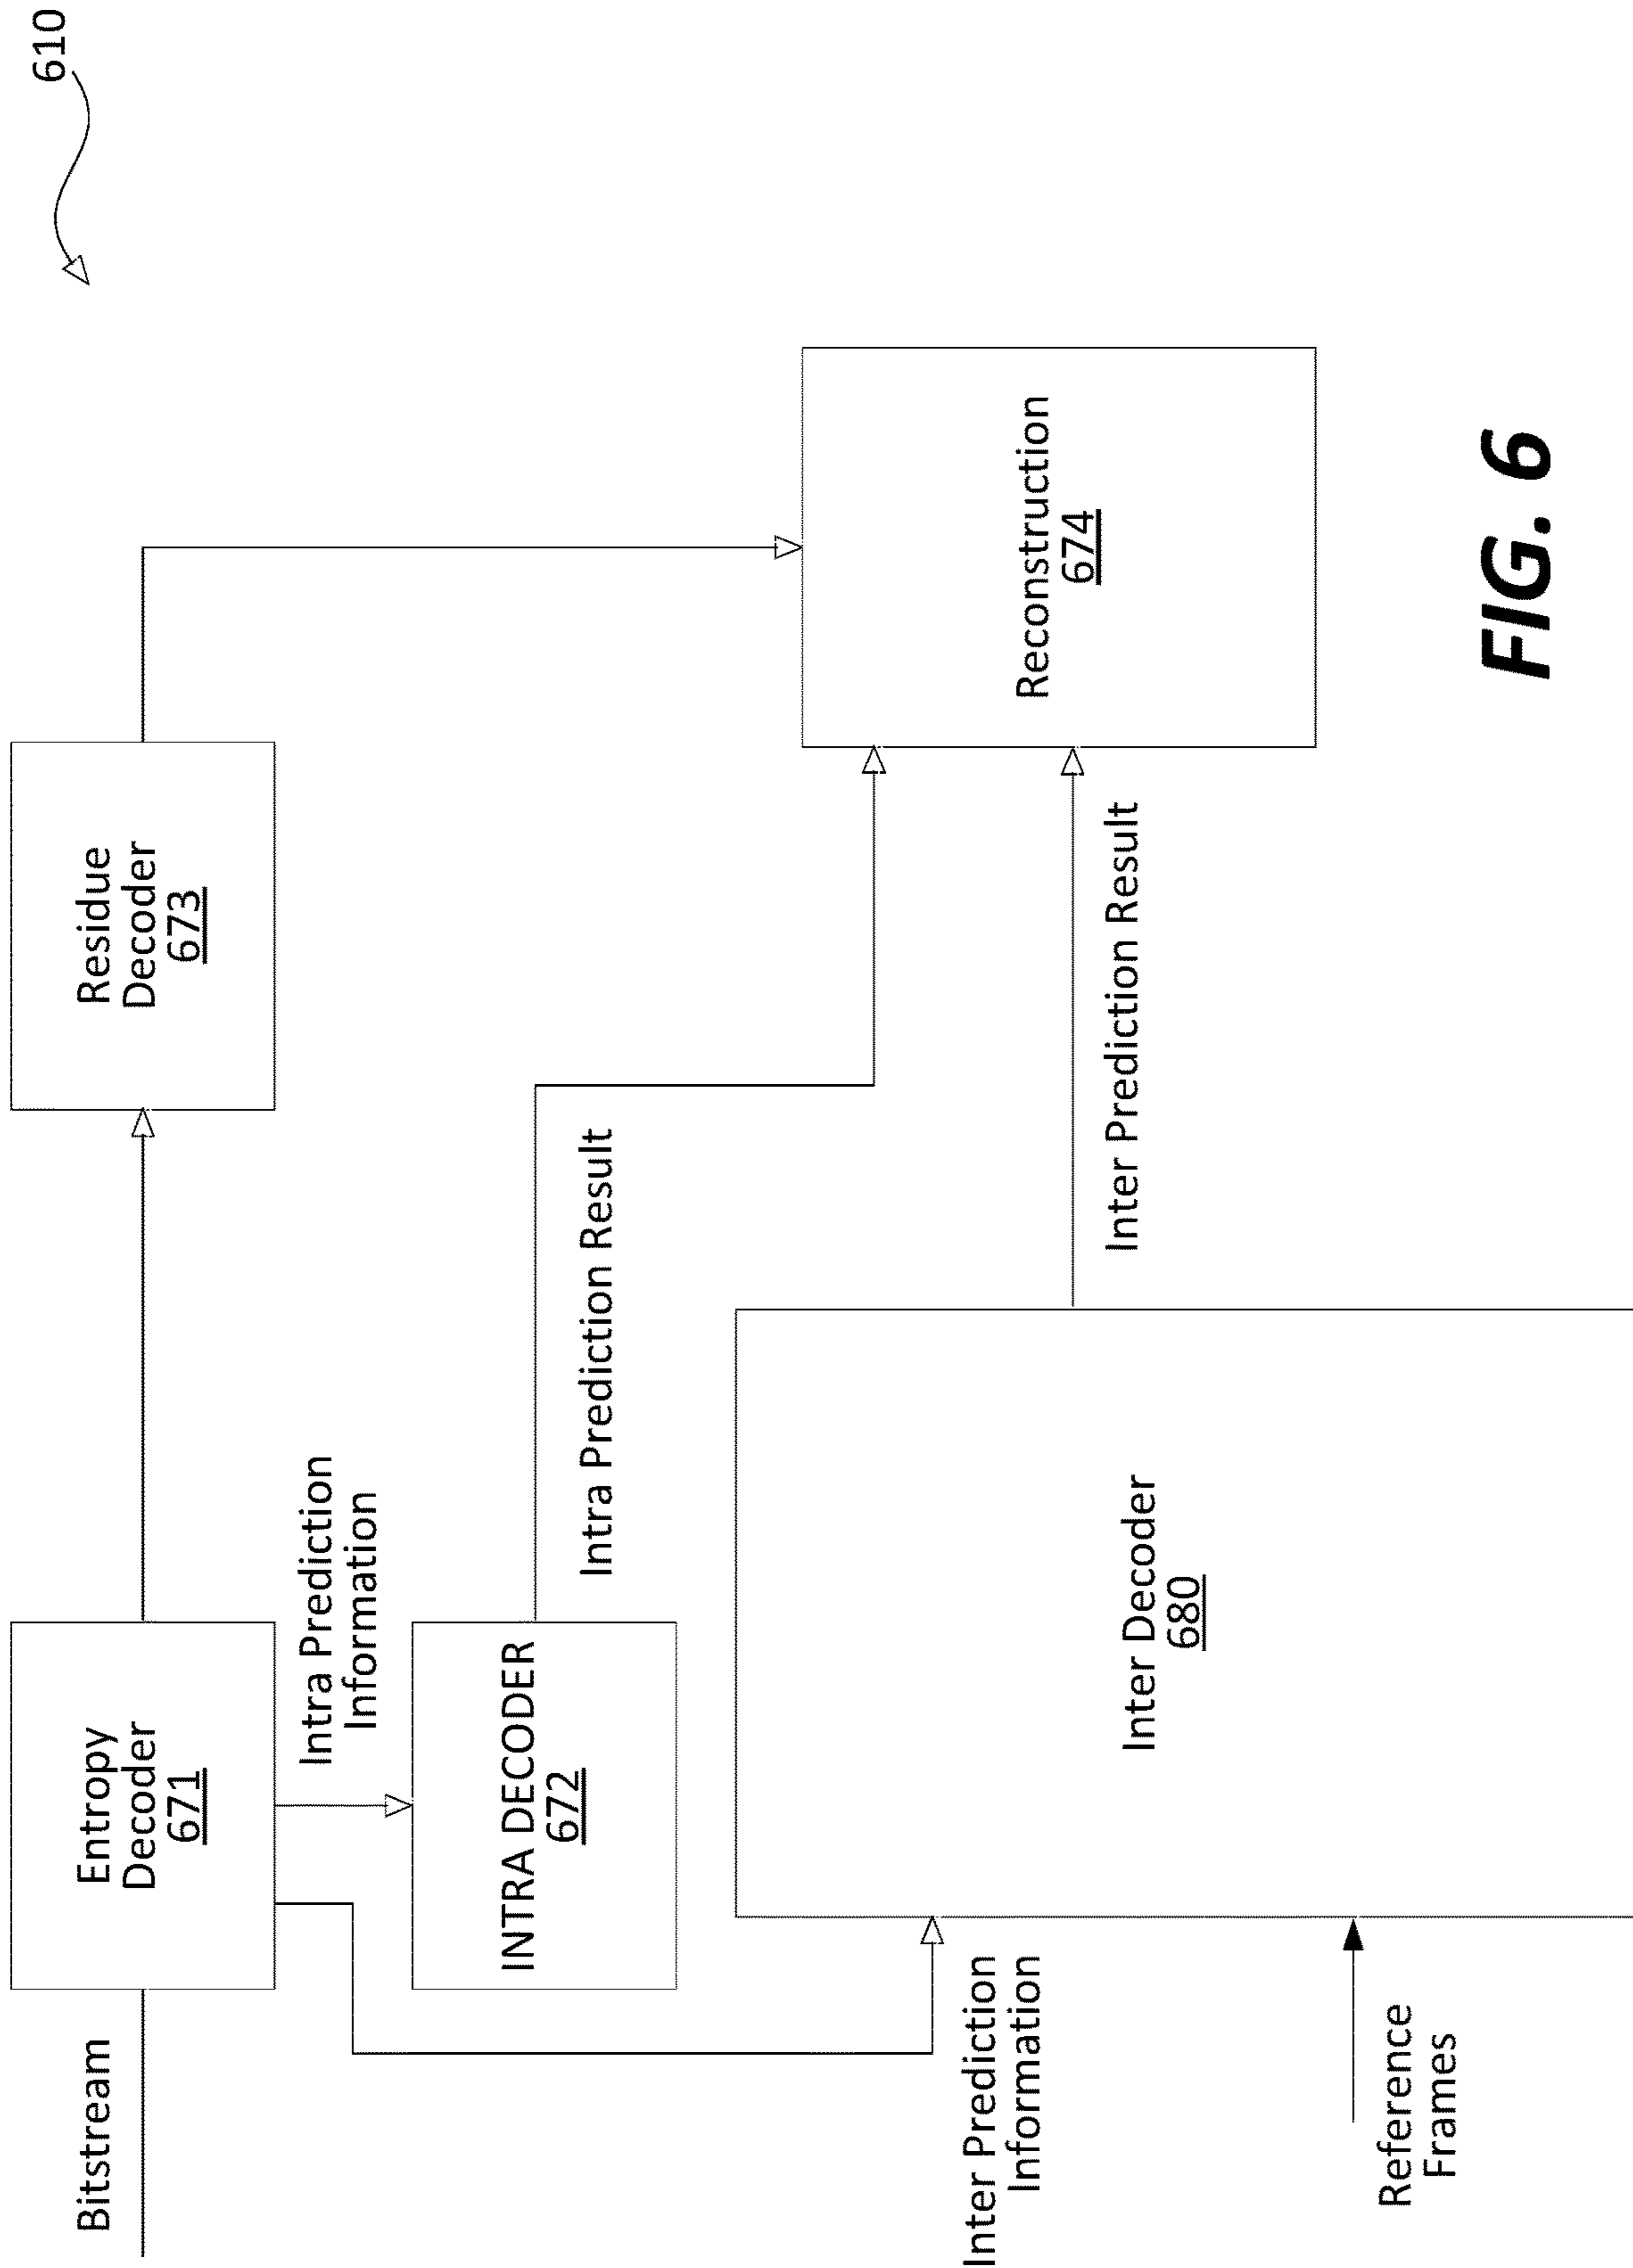 610
Bitstream
Entropy
Decoder
671
Residue
Decoder
673
Intra Prediction
Information
INTRA DECODER
672
Intra Prediction Result
Reconstruction
674
Inter Prediction
Information
Inter Decoder
680
Inter Prediction Result
Reference
Frames
FIG. 6